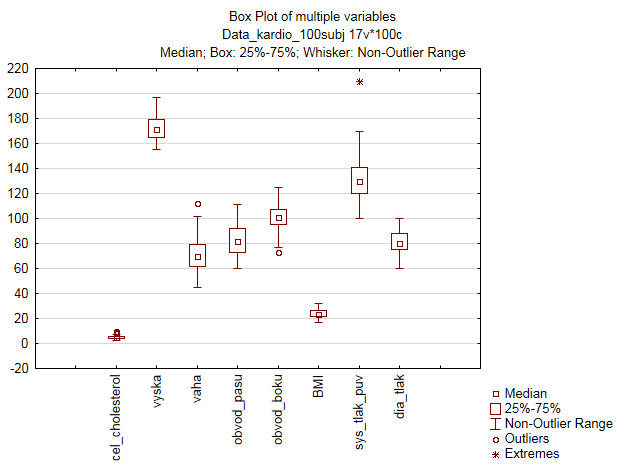 Box Plot of multiple variables
Data_kardio_100subj 17v*100c
Median; Box: 25%-75%; Whisker: Non-Outlier Range
220
200
180
160
140
120
100
80
60
40
20
0
-20
cel_cholesterol
vyska
vaha
obvod_pasu
obvod_boku
BMI
sys_tlak_puv
dia_tlak
Median
25%-75%
Non-Outlier Range
Outliers
Extremes